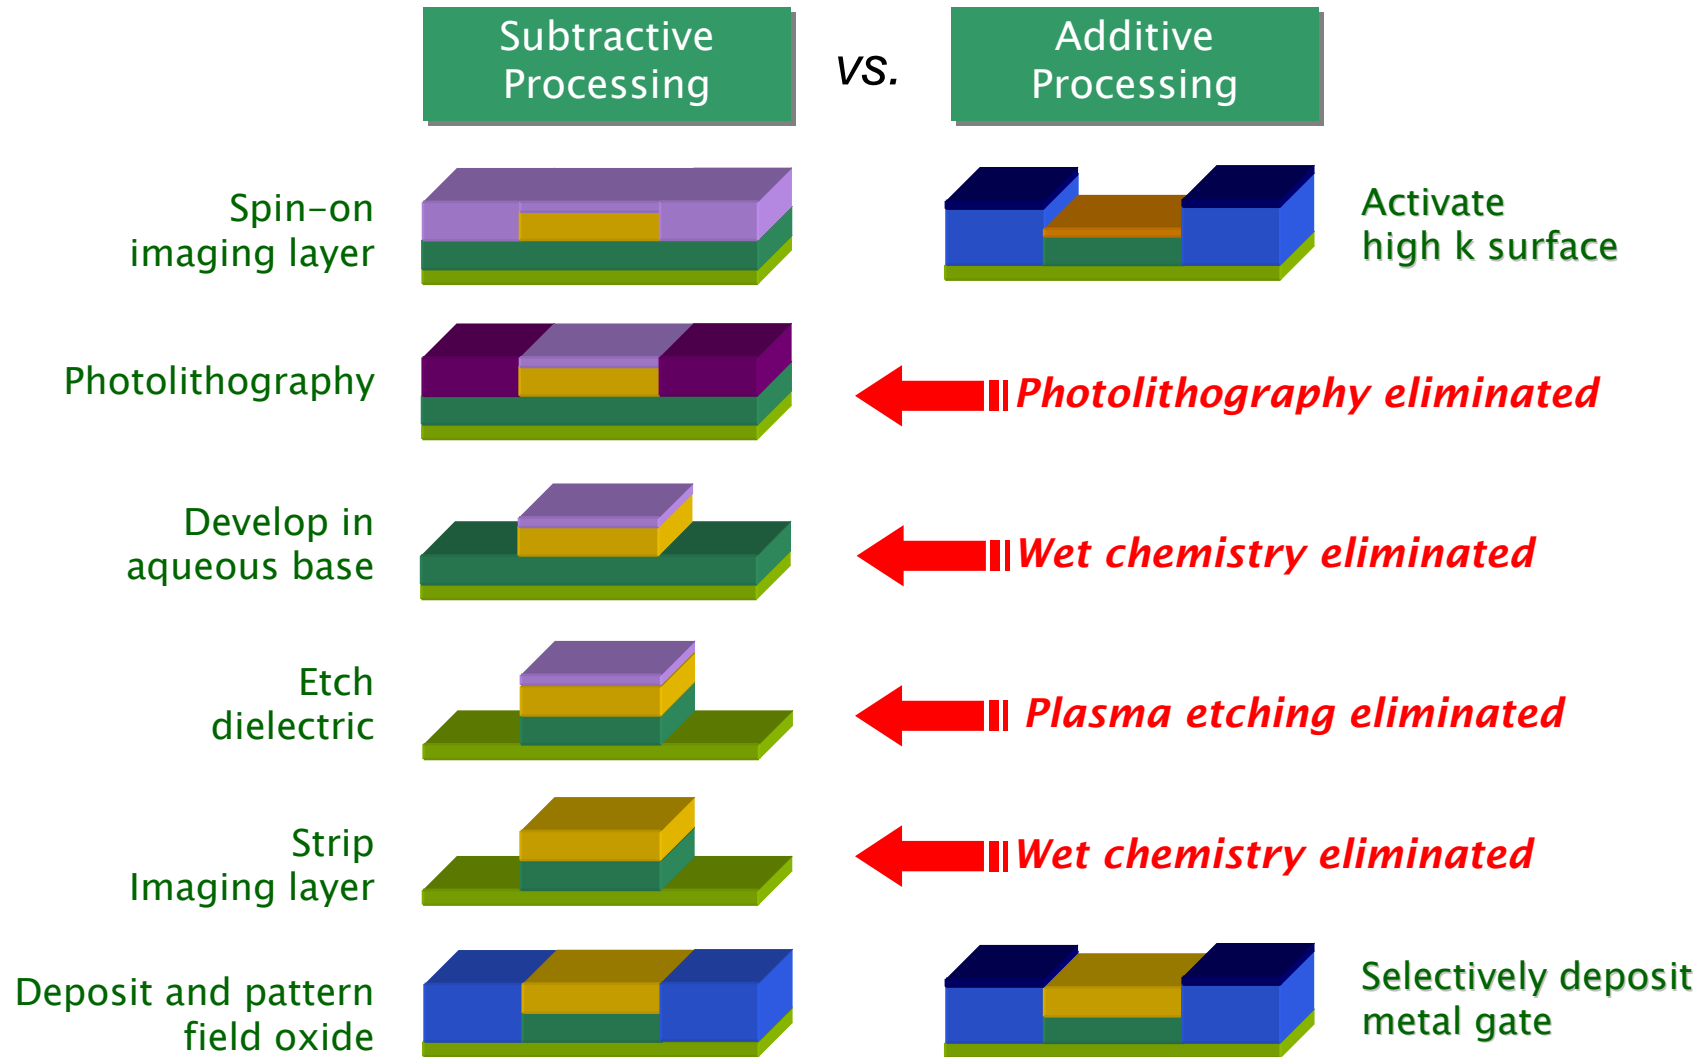 Subtractive
Processing
vs.
Additive
Processing
Spin-on
imaging layer
Activate
high k surface
Photolithography
Photolithography eliminated
Develop in
aqueous base
Wet chemistry eliminated
Etch
dielectric
Plasma etching eliminated
Strip
Imaging layer
Wet chemistry eliminated
Deposit and pattern
field oxide
Selectively deposit
metal gate